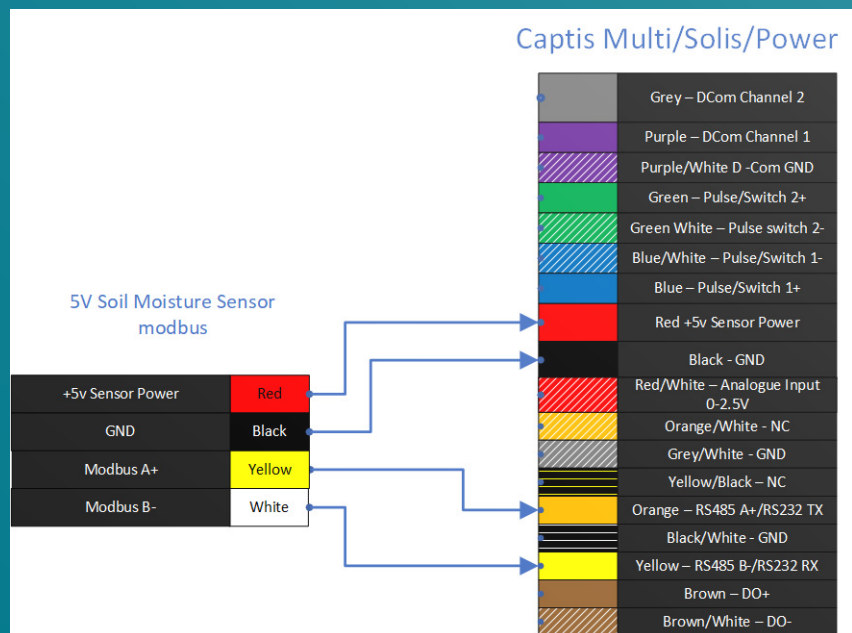 Captis Multi/Solis/Power
Grey – DCom Channel 2
Purple – DCom Channel 1
Purple/White D -Com GND
Green – Pulse/Switch 2+
Green White – Pulse switch 2-
Blue/White – Pulse/Switch 1-
Blue – Pulse/Switch 1+
Red +5v Sensor Power
Black - GND
Red/White – Analogue Input
0-2.5V
Orange/White - NC
Grey/White - GND
Yellow/Black – NC
Orange – RS485 A+/RS232 TX
Black/White - GND
Yellow – RS485 B-/RS232 RX
Brown – DO+
Brown/White – DO-
5V Soil Moisture Sensor
modbus
+5v Sensor Power Red
GND Black
Modbus A+ Yellow
Modbus B- White